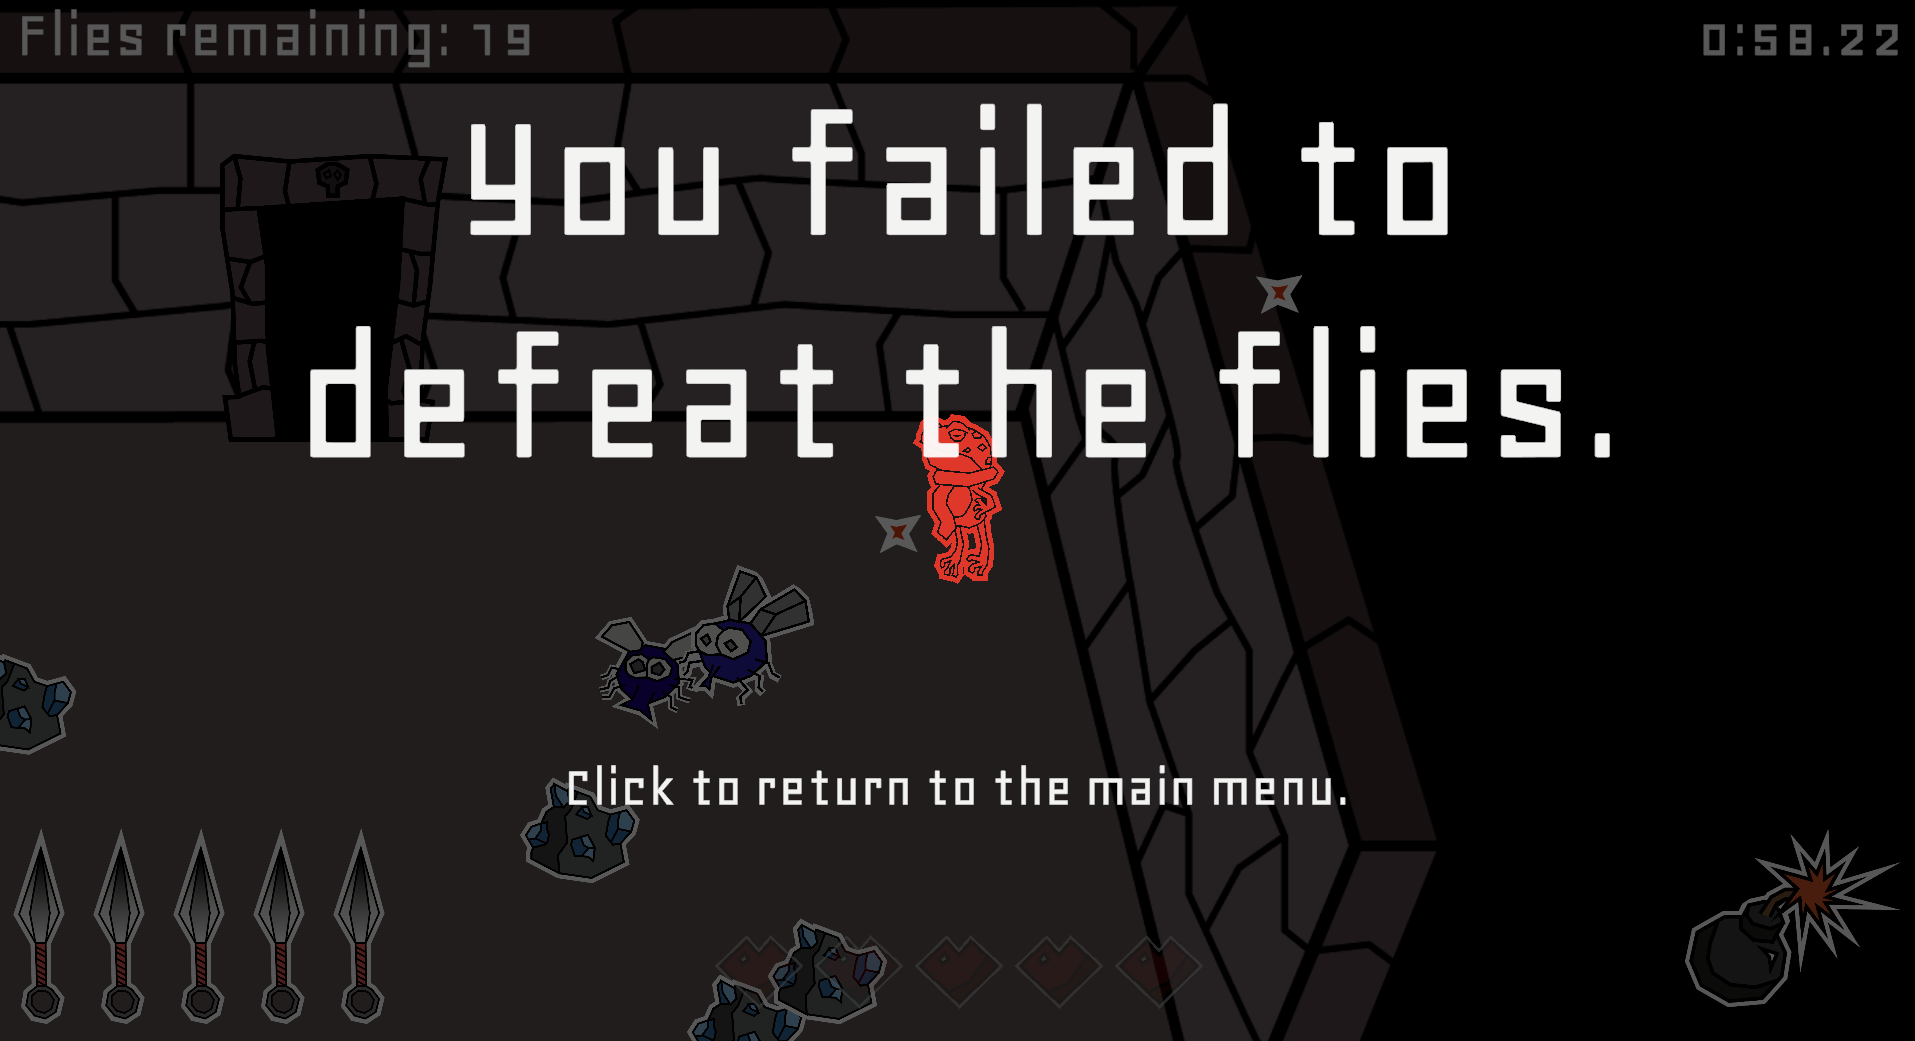 Flies remaining: 19
0:58.22
You failed to
defeat the flies.
Click to return to the main menu.